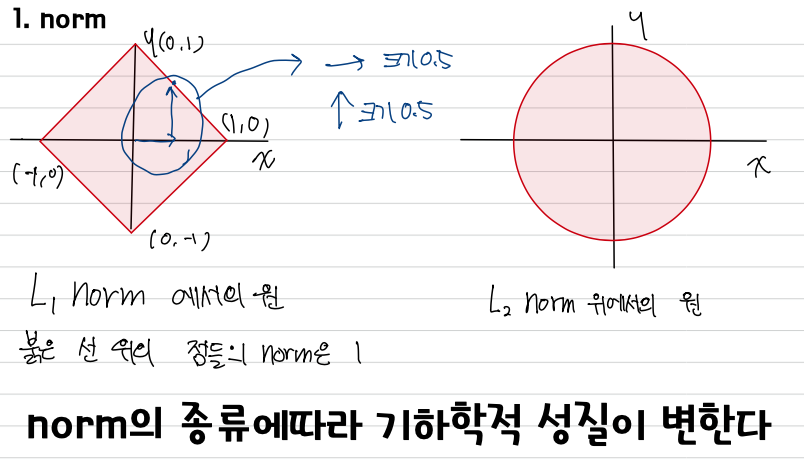 1. norm
y(0,1)
→ 크기0.5
↑ 크기0.5
(1,0)
x
(-1,0)
(0,-1)
y
x
L₁ norm 에서의 원
붉은 선 위의 점들의 norm은 1
L₂ norm 위에서의 원
norm의 종류에따라 기하학적 성질이 변한다